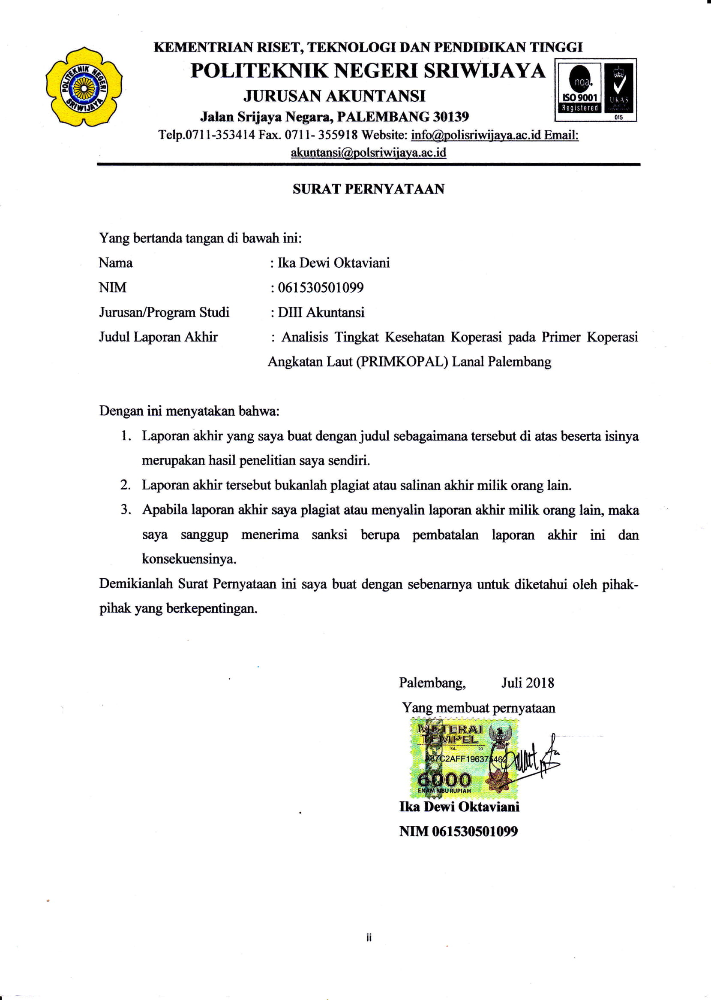 KEMENTRIAN RISET, TEKNOLOGI DAN PENDIDIKAN TINGGI
POLITEKNIK NEGERI SRIWIJAYA
JURUSAN AKUNTANSI
Jalan Srijaya Negara, PALEMBANG 30139
Telp.0711-353414 Fax. 0711- 355918 Website: info@polisriwijaya.ac.id Email:
akuntansi@polsriwijaya.ac.id
POLITEKNIK NEGERI
SRIWIJAYA
nqa.
ISO 9001
Registered
UKAS
015
SURAT PERNYATAAN
Yang bertanda tangan di bawah ini:
Nama : Ika Dewi Oktaviani
NIM : 061530501099
Jurusan/Program Studi : DIII Akuntansi
Judul Laporan Akhir : Analisis Tingkat Kesehatan Koperasi pada Primer Koperasi
Angkatan Laut (PRIMKOPAL) Lanal Palembang
Dengan ini menyatakan bahwa:
1. Laporan akhir yang saya buat dengan judul sebagaimana tersebut di atas beserta isinya
merupakan hasil penelitian saya sendiri.
2. Laporan akhir tersebut bukanlah plagiat atau salinan akhir milik orang lain.
3. Apabila laporan akhir saya plagiat atau menyalin laporan akhir milik orang lain, maka
saya sanggup menerima sanksi berupa pembatalan laporan akhir ini dan
konsekuensinya.
Demikianlah Surat Pernyataan ini saya buat dengan sebenarnya untuk diketahui oleh pihak-
pihak yang berkepentingan.
Palembang, Juli 2018
Yang membuat pernyataan
METERAI
TEMPEL
TGL 20
A87C2AFF196375462
6000
ENAM RIBU RUPIAH
Ika Dewi Oktaviani
NIM 061530501099
ii